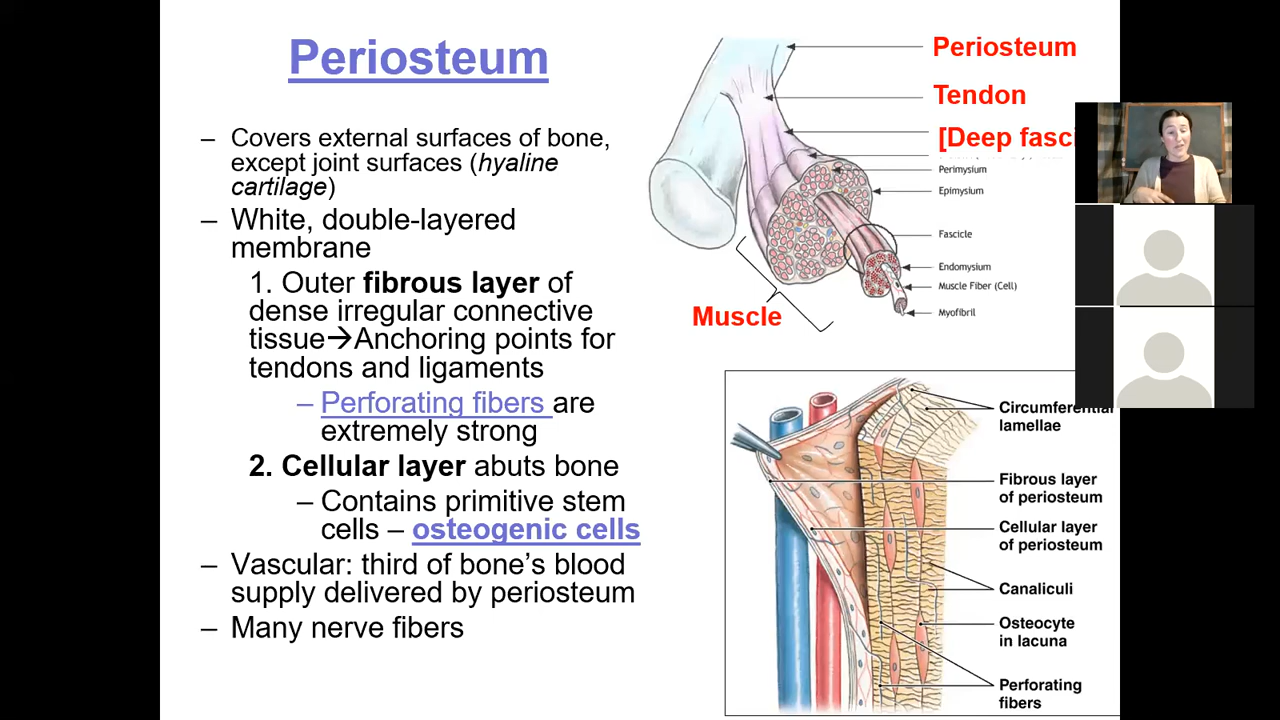 Periosteum
– Covers external surfaces of bone,
except joint surfaces (hyaline
cartilage)
– White, double-layered
membrane
1. Outer fibrous layer of
dense irregular connective
tissue→Anchoring points for
tendons and ligaments
– Perforating fibers are
extremely strong
2. Cellular layer abuts bone
– Contains primitive stem
cells – osteogenic cells
– Vascular: third of bone’s blood
supply delivered by periosteum
– Many nerve fibers
Periosteum
Tendon
[Deep fasci
Perimysium
Epimysium
Fascicle
Endomysium
Muscle Fiber (Cell)
Myofibril
Muscle
Circumferential
lamellae
Fibrous layer
of periosteum
Cellular layer
of periosteum
Canaliculi
Osteocyte
in lacuna
Perforating
fibers